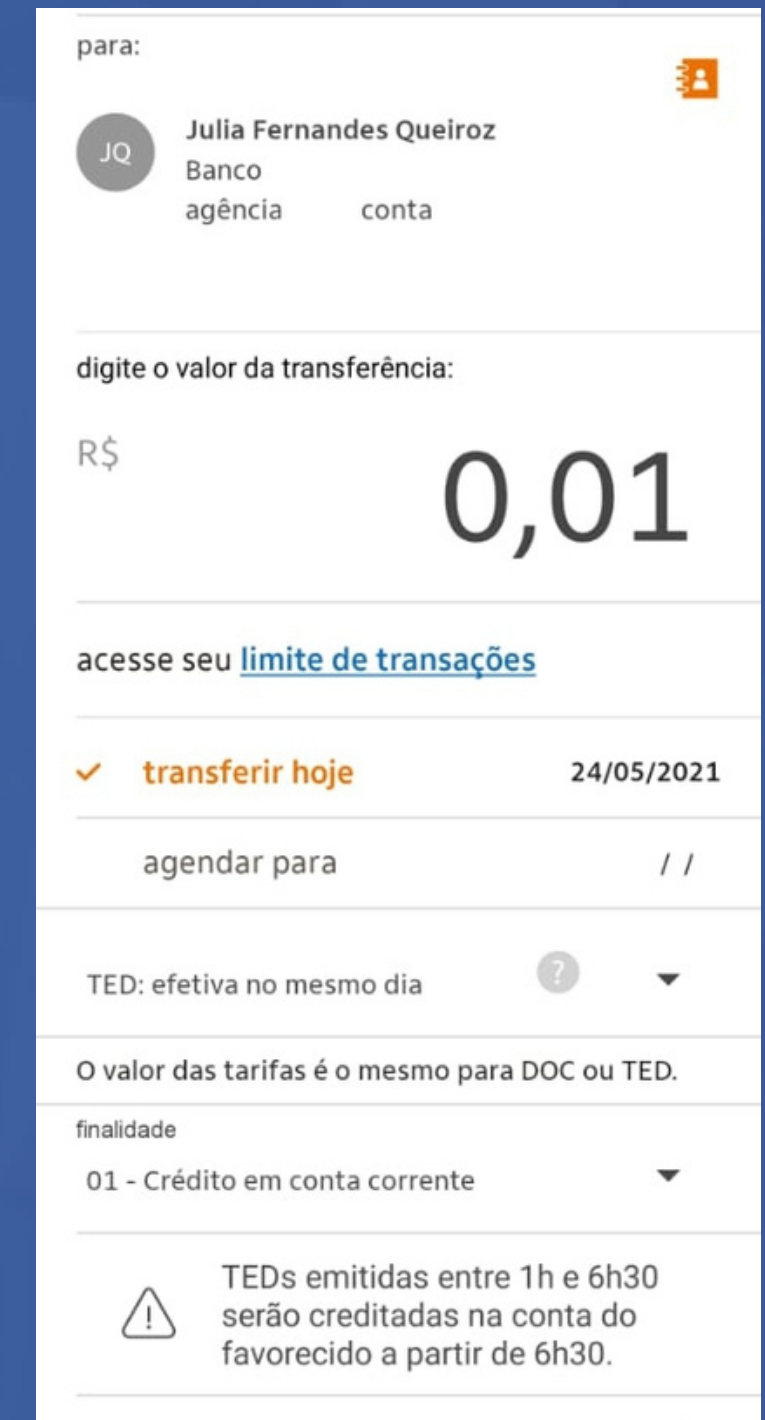 para:
JQ
Julia Fernandes Queiroz
Banco
agência conta
digite o valor da transferência:
R$ 0,01
acesse seu limite de transações
transferir hoje 24/05/2021
agendar para / /
TED: efetiva no mesmo dia ?
O valor das tarifas é o mesmo para DOC ou TED.
finalidade
01 - Crédito em conta corrente
TEDs emitidas entre 1h e 6h30
serão creditadas na conta do
favorecido a partir de 6h30.